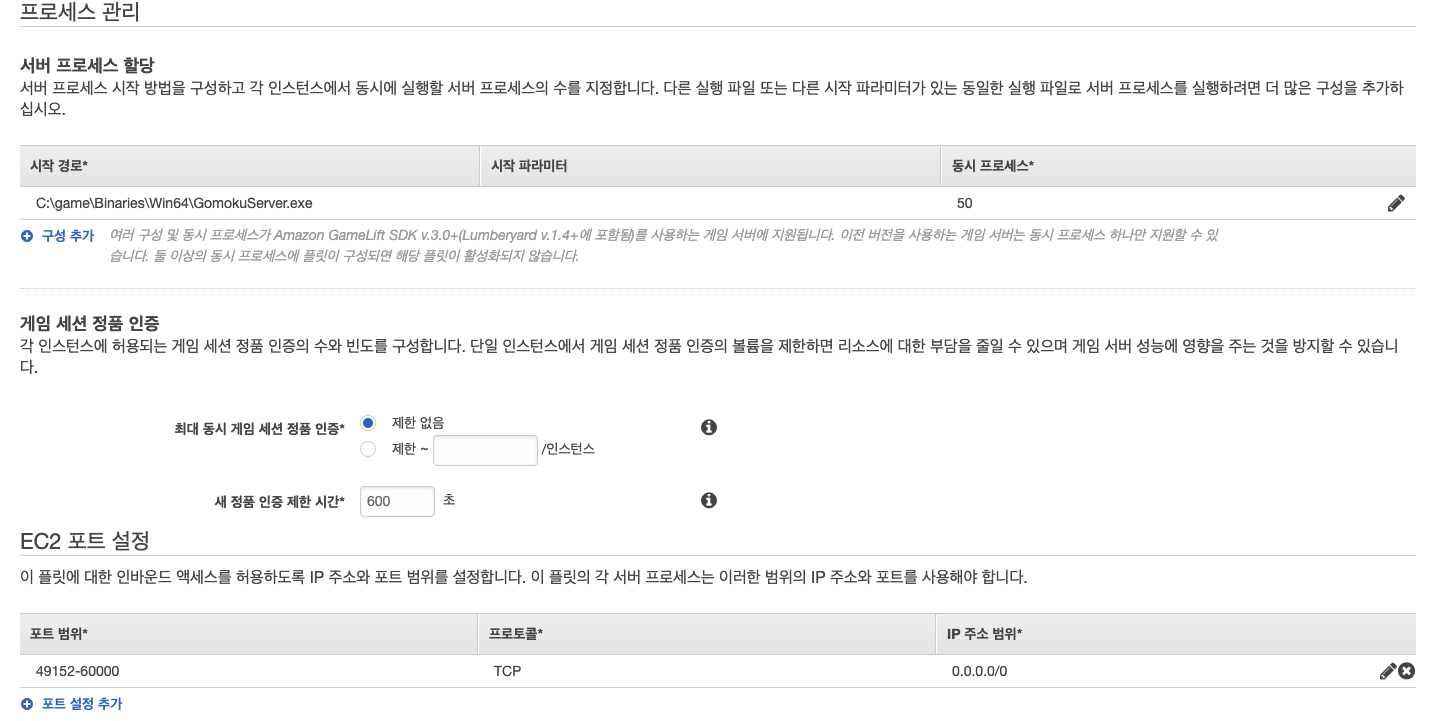 프로세스 관리
서버 프로세스 할당
서버 프로세스 시작 방법을 구성하고 각 인스턴스에서 동시에 실행할 서버 프로세스의 수를 지정합니다. 다른 실행 파일 또는 다른 시작 파라미터가 있는 동일한 실행 파일로 서버 프로세스를 실행하려면 더 많은 구성을 추가하
십시오.
시작 경로* 시작 파라미터 동시 프로세스*
C:\game\Binaries\Win64\GomokuServer.exe 50
구성 추가 여러 구성 및 동시 프로세스가 Amazon GameLift SDK v.3.0+(Lumberyard v.1.4+에 포함됨)를 사용하는 게임 서버에 지원됩니다. 이전 버전을 사용하는 게임 서버는 동시 프로세스 하나만 지원할 수 있
습니다. 둘 이상의 동시 프로세스에 플릿이 구성되면 해당 플릿이 활성화되지 않습니다.
게임 세션 정품 인증
각 인스턴스에 허용되는 게임 세션 정품 인증의 수와 빈도를 구성합니다. 단일 인스턴스에서 게임 세션 정품 인증의 볼륨을 제한하면 리소스에 대한 부담을 줄일 수 있으며 게임 서버 성능에 영향을 주는 것을 방지할 수 있습니
다.
최대 동시 게임 세션 정품 인증* 제한 없음
제한 ~ /인스턴스
새 정품 인증 제한 시간* 600 초
EC2 포트 설정
이 플릿에 대한 인바운드 액세스를 허용하도록 IP 주소와 포트 범위를 설정합니다. 이 플릿의 각 서버 프로세스는 이러한 범위의 IP 주소와 포트를 사용해야 합니다.
포트 범위* 프로토콜* IP 주소 범위*
49152-60000 TCP 0.0.0.0/0
포트 설정 추가